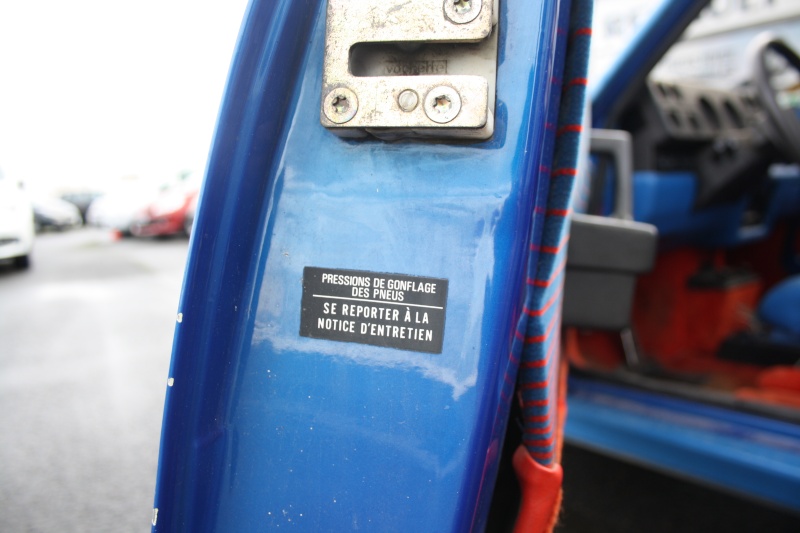 PRESSIONS DE GONFLAGE
DES PNEUS
SE REPORTER À LA
NOTICE D'ENTRETIEN